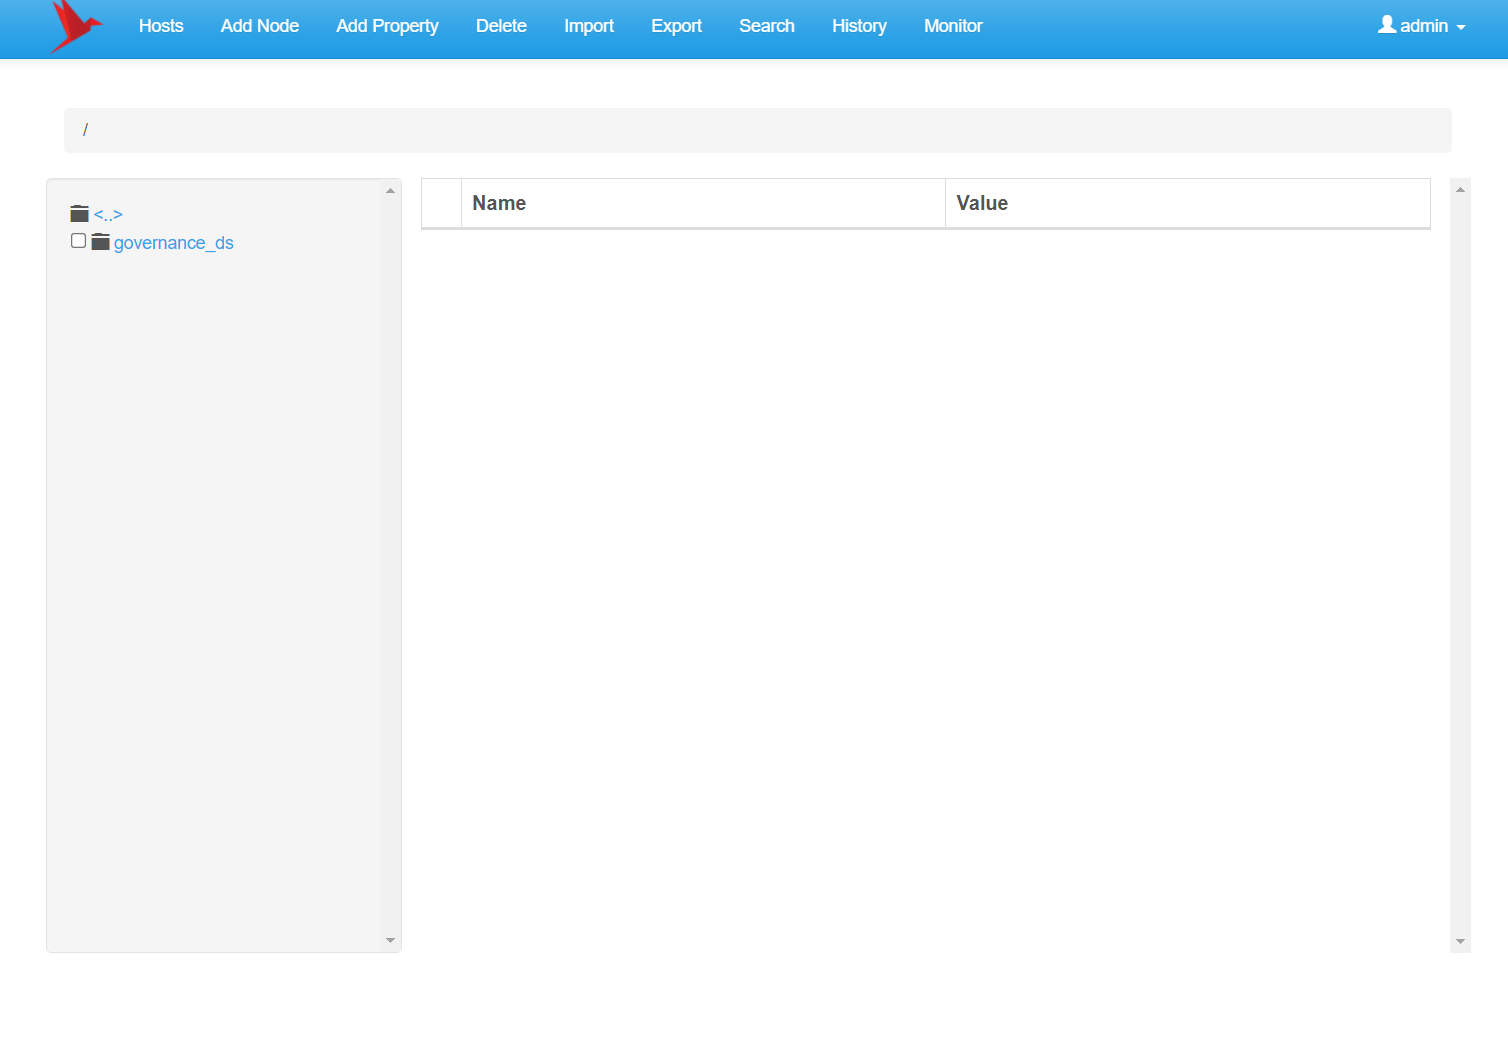 Hosts Add Node Add Property Delete Import Export Search History Monitor admin
/
<..>
governance_ds
Name Value